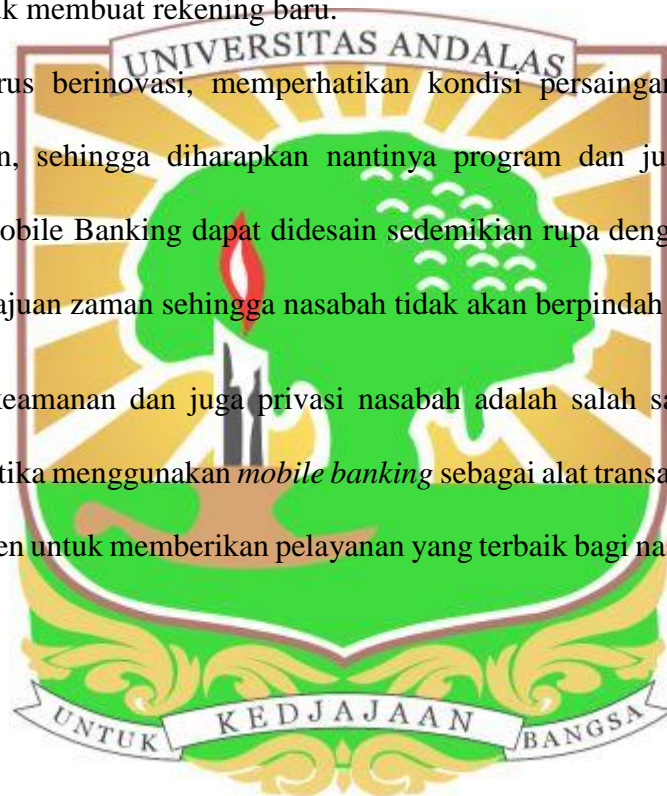 uk membuat rekening baru.
UNIVERSITAS ANDALAS
rus berinovasi, memperhatikan kondisi persaingan
n, sehingga diharapkan nantinya program dan ju
obile Banking dapat didesain sedemikian rupa deng
ajuan zaman sehingga nasabah tidak akan berpindah
keamanan dan juga privasi nasabah adalah salah sa
tika menggunakan mobile banking sebagai alat transa
en untuk memberikan pelayanan yang terbaik bagi na
UNTUK KEDJAJAAN BANGSA